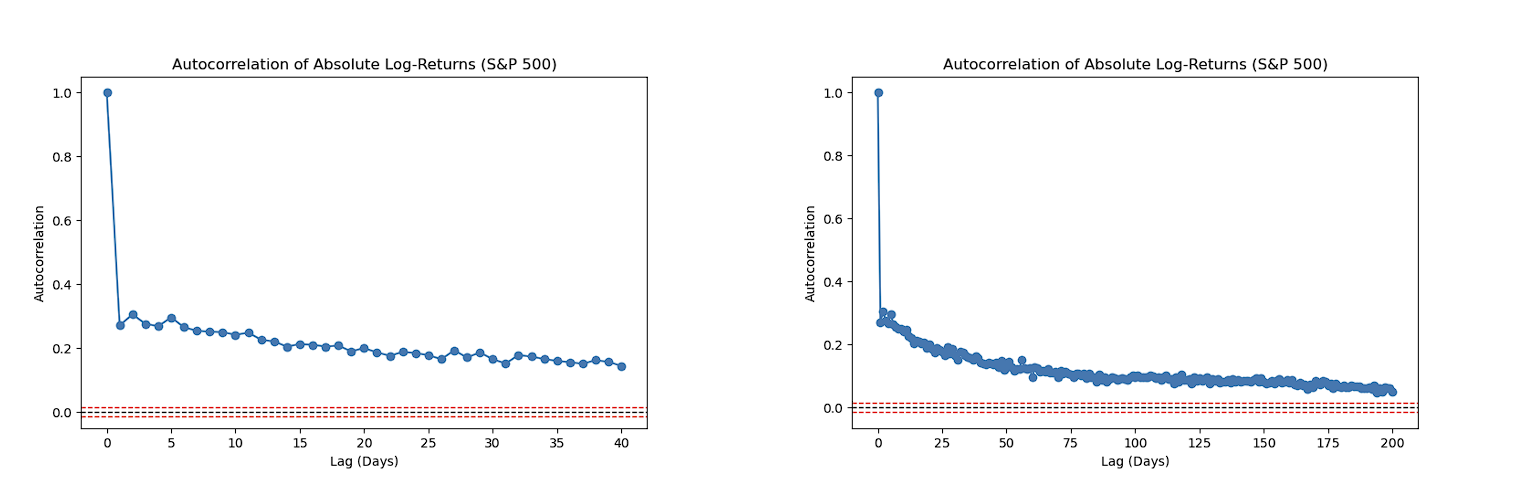 Autocorrelation of Absolute Log-Returns (S&P 500)
Autocorrelation
1.0
0.8
0.6
0.4
0.2
0.0
0 5 10 15 20 25 30 35 40
Lag (Days)
Autocorrelation of Absolute Log-Returns (S&P 500)
Autocorrelation
1.0
0.8
0.6
0.4
0.2
0.0
0 25 50 75 100 125 150 175 200
Lag (Days)